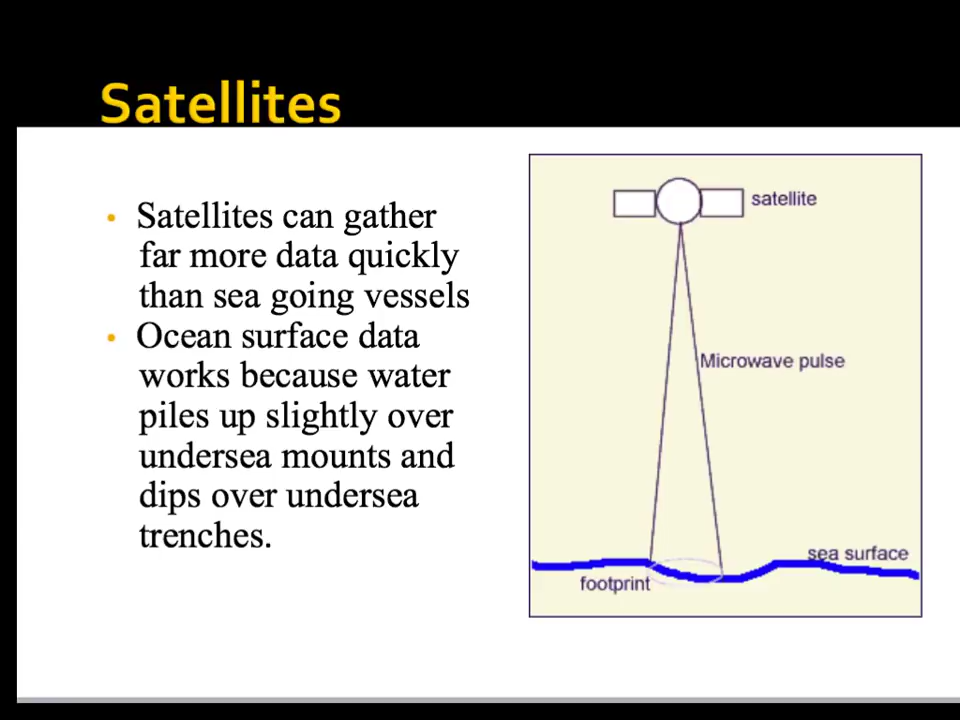 Satellites
• Satellites can gather
far more data quickly
than sea going vessels
• Ocean surface data
works because water
piles up slightly over
undersea mounts and
dips over undersea
trenches.
satellite
Microwave pulse
sea surface
footprint